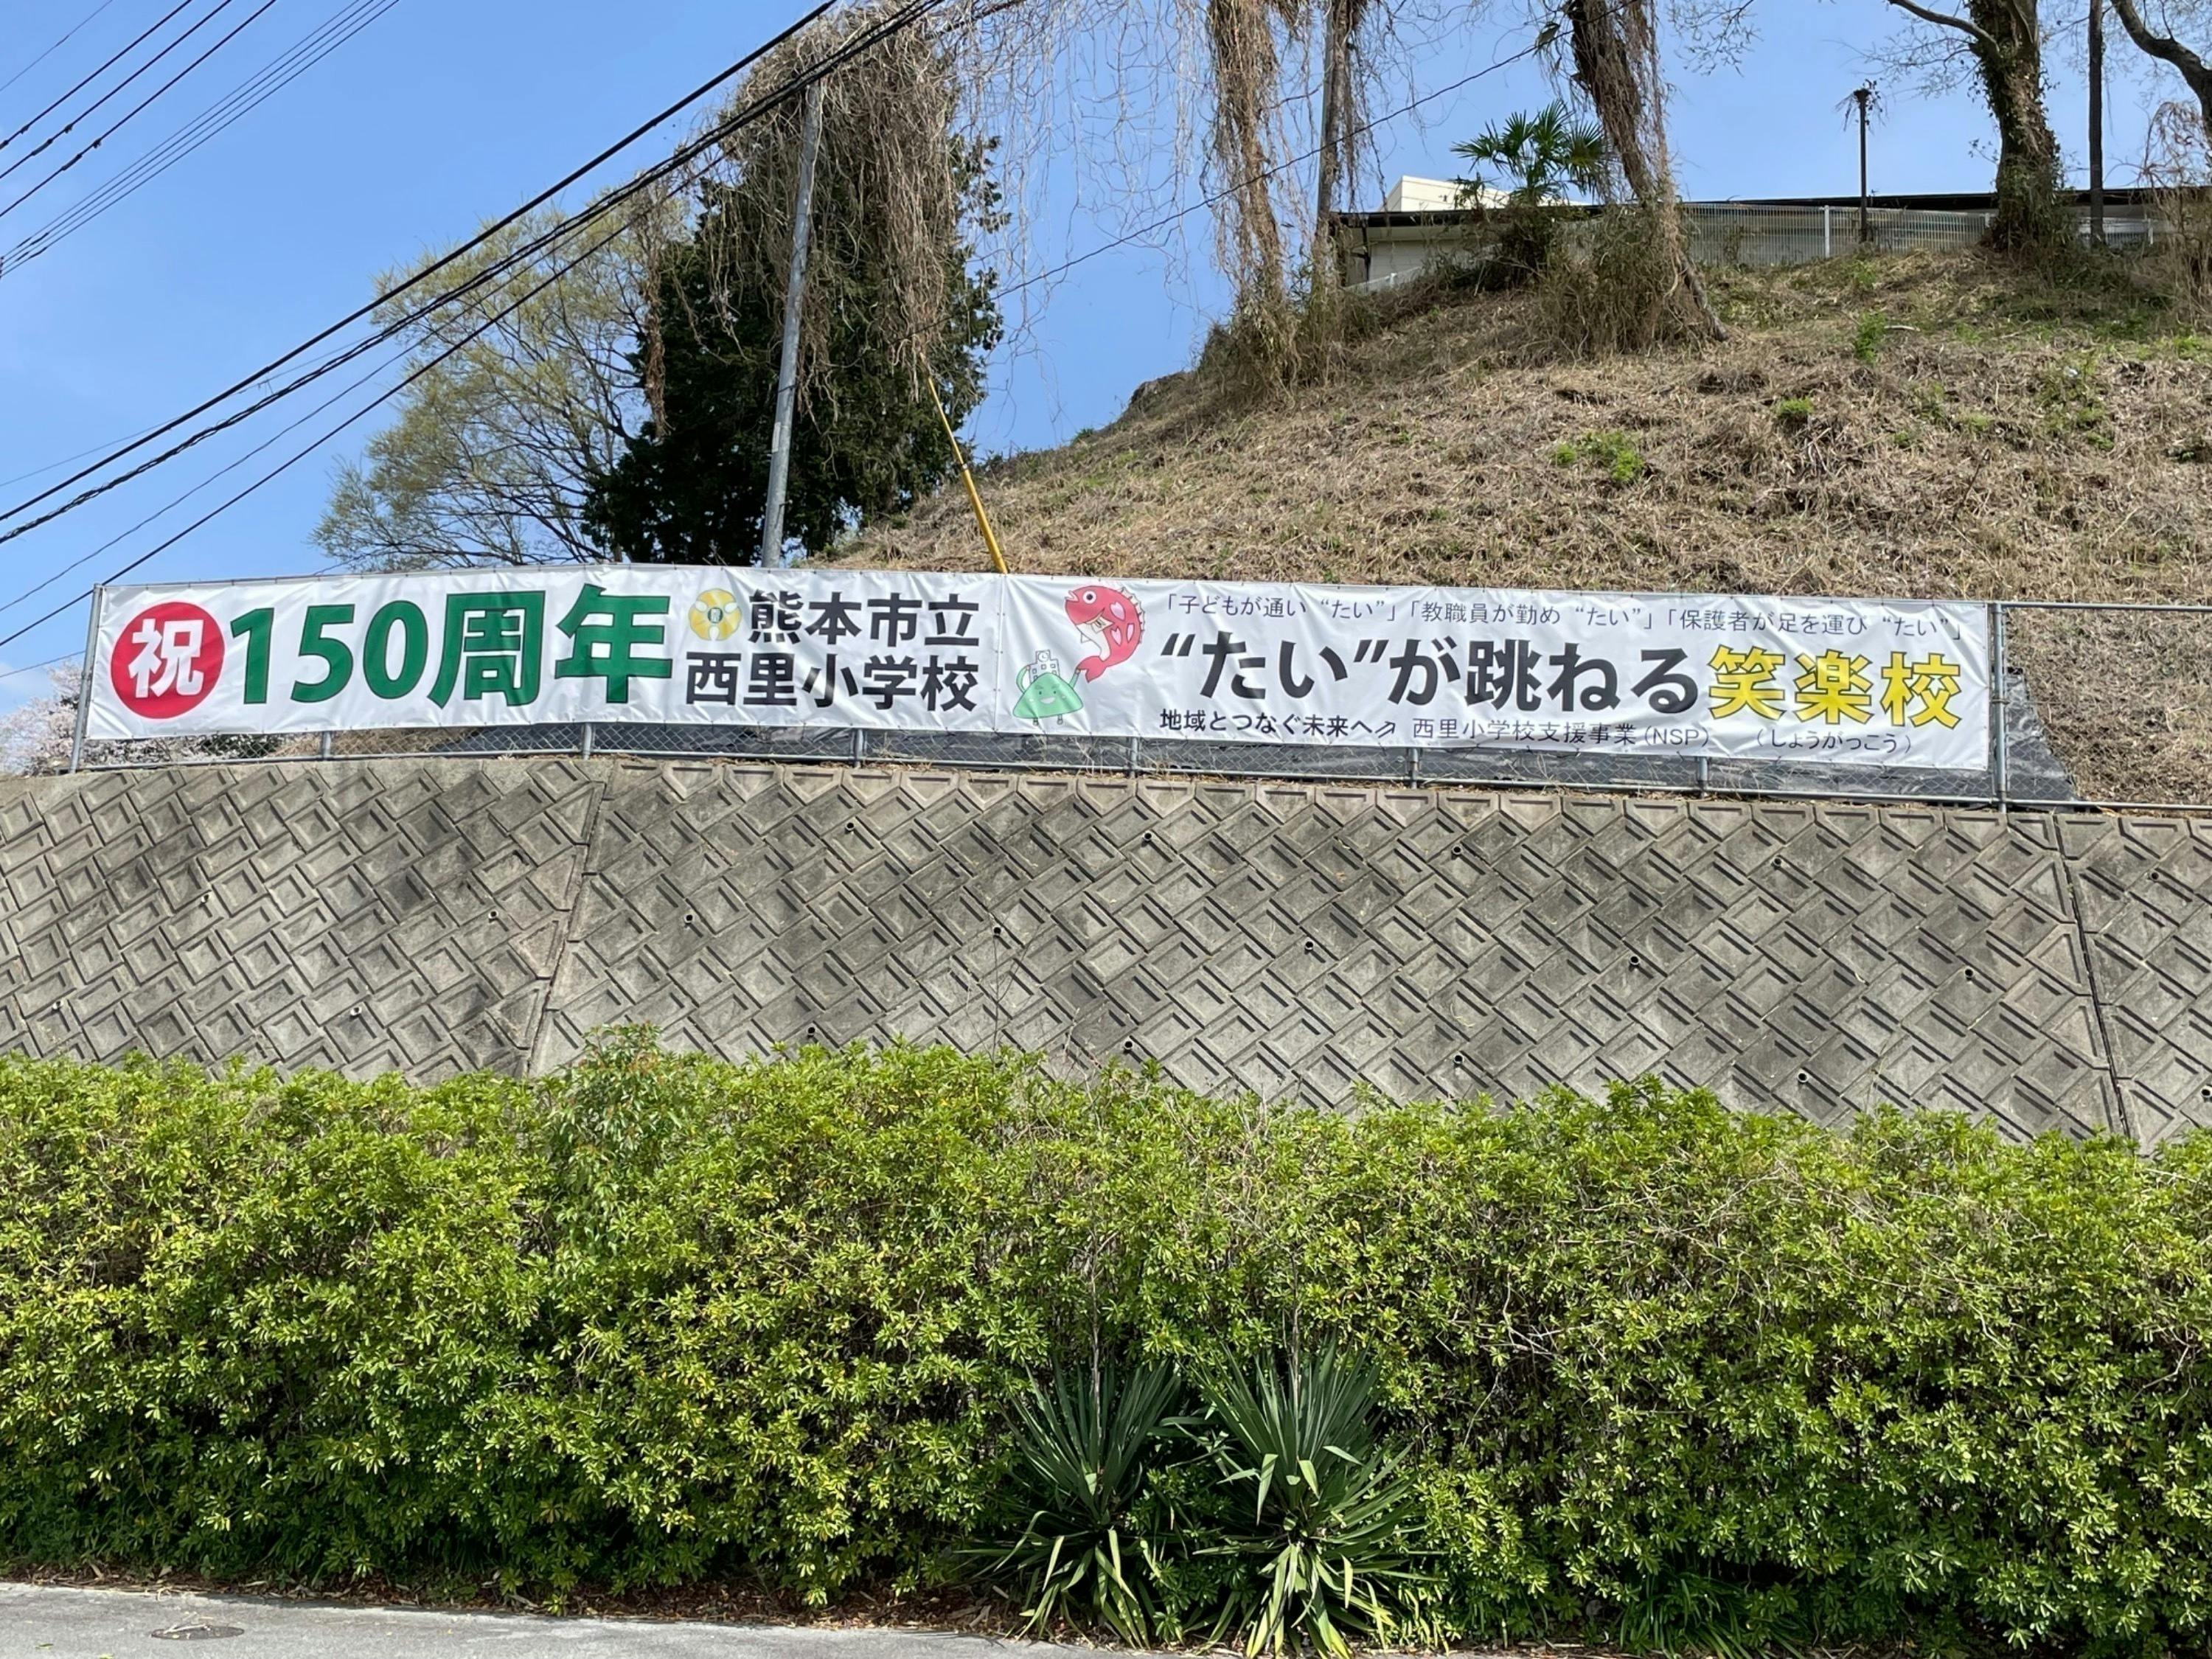 祝150周年
熊本市立
西里小学校
「子どもが通い“たい”」「教職員が勤め“たい”」「保護者が足を運び“たい”」
“たい”が跳ねる笑楽校
地域とつなぐ未来へ↗ 西里小学校支援事業(NSP) (しょうがっこう)